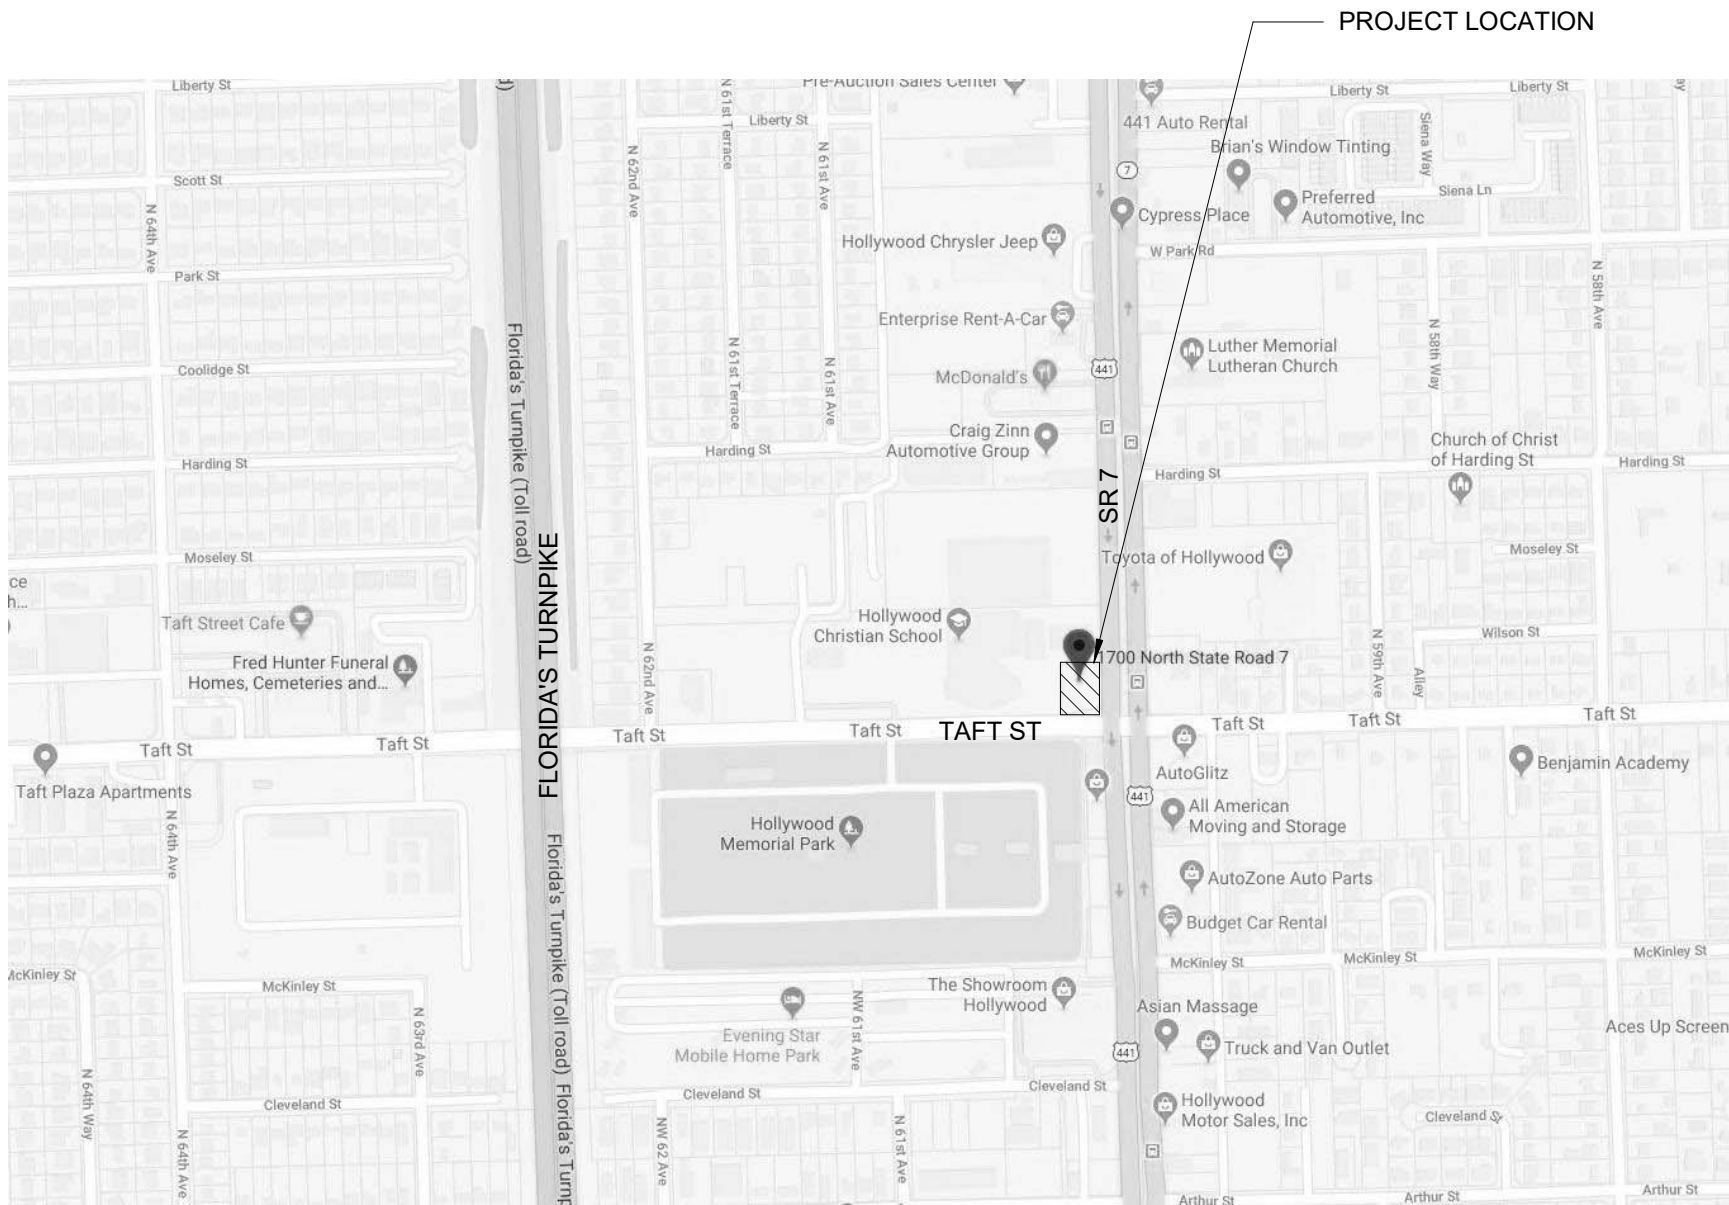 PROJECT LOCATION
Liberty St
N 61st Terrace
Pre-Auction Sales Center
Liberty St
Liberty St
Liberty St
441 Auto Rental
Siena Way
Brian's Window Tinting
N 62nd Ave
N 61st Ave
7
Scott St
Siena Ln
Preferred
Automotive, Inc
Cypress Place
N 64th Ave
Hollywood Chrysler Jeep
W Park Rd
Park St
N 58th Ave
Enterprise Rent-A-Car
Florida's Turnpike (Toll road)
N 61st Terrace
N 61st Ave
N 58th Way
Luther Memorial
Lutheran Church
441
Coolidge St
McDonald's
Craig Zinn
Automotive Group
Church of Christ
of Harding St
Harding St
Harding St
Harding St
Harding St
SR 7
Moseley St
Toyota of Hollywood
Moseley St
FLORIDA'S TURNPIKE
ce
h...
Taft Street Cafe
Hollywood
Christian School
Wilson St
N 59th Ave
Alley
N 62nd Ave
Fred Hunter Funeral
Homes, Cemeteries and...
1700 North State Road 7
Taft St
Taft St
Taft St
Taft St
TAFT ST
Taft St
Taft St
Taft St
Taft Plaza Apartments
AutoGlitz
Benjamin Academy
441
All American
Moving and Storage
Hollywood
Memorial Park
N 64th Ave
Florida's Turnpike (Toll road)
AutoZone Auto Parts
Budget Car Rental
McKinley St
McKinley St
McKinley St
McKinley St
McKinley St
The Showroom
Hollywood
NW 61st Ave
Asian Massage
N 63rd Ave
Evening Star
Mobile Home Park
Aces Up Screen
441
Truck and Van Outlet
N 64th Way
Cleveland St
Cleveland St
Cleveland St
Hollywood
Motor Sales, Inc
Cleveland St
N 64th Ave
Florida's Turnp
NW 62 Ave
N 61st Ave
Arthur St
Arthur St
Arthur St